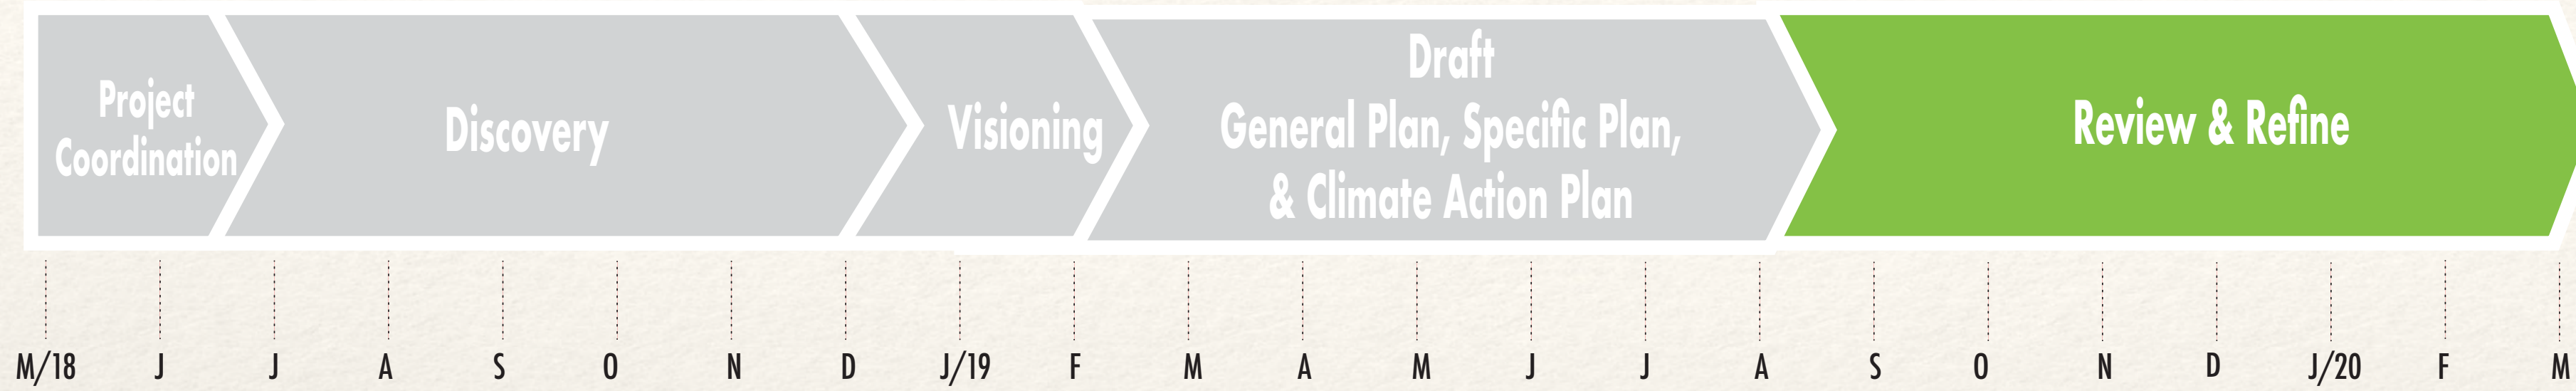 Project
Coordination
Discovery
Visioning
Draft
General Plan, Specific Plan,
& Climate Action Plan
Review & Refine
M/18 J J A S O N D J/19 F M A M J J A S O N D J/20 F M